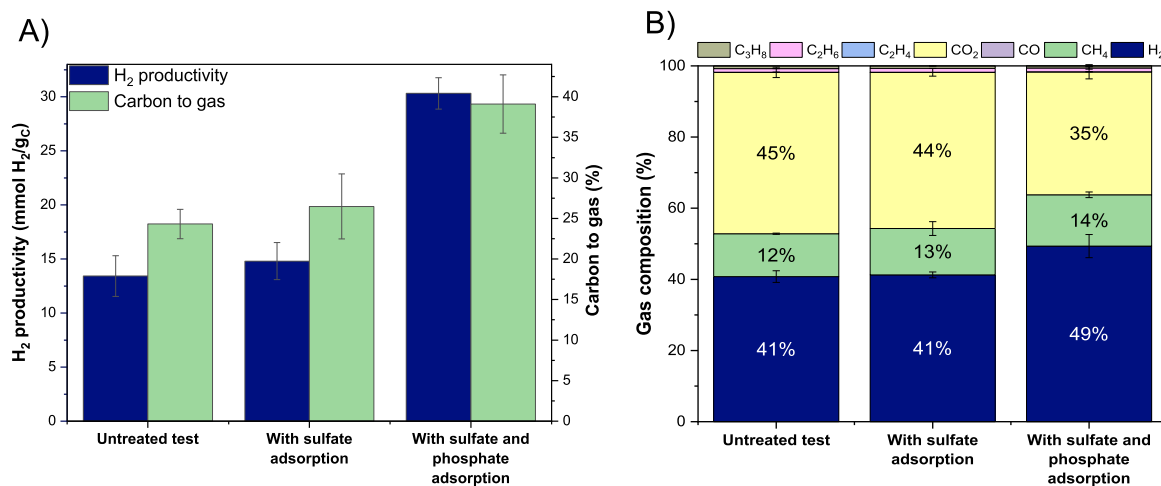 A)
H₂ productivity
Carbon to gas
H₂ productivity (mmol H₂/g_C)
0
5
10
15
20
25
30
Carbon to gas (%)
0
5
10
15
20
25
30
35
40
Untreated test
With sulfate
adsorption
With sulfate and
phosphate
adsorption
B)
C₃H₈ C₂H₆ C₂H₄ CO₂ CO CH₄ H₂
Gas composition (%)
100
80
60
40
20
0
45%
12%
41%
44%
13%
41%
35%
14%
49%
Untreated test
With sulfate
adsorption
With sulfate and
phosphate
adsorption